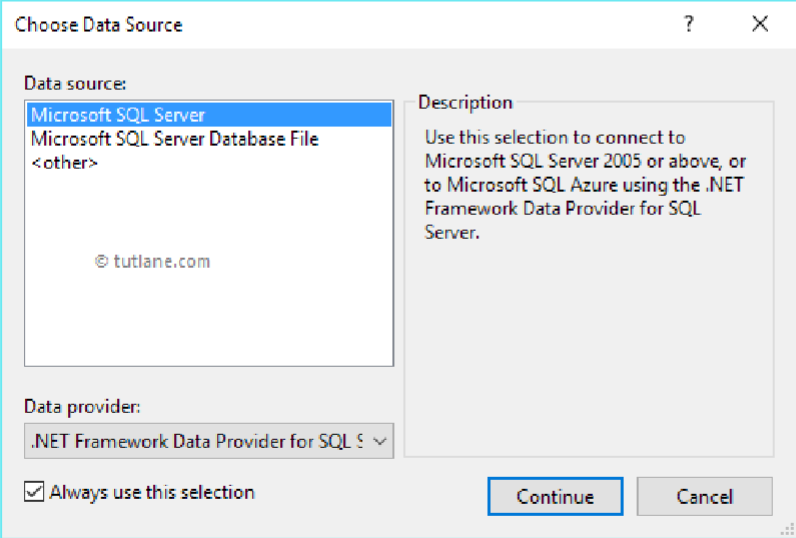 Choose Data Source
?
Data source:
Microsoft SQL Server
Microsoft SQL Server Database File
<other>
© tutlane.com
Description
Use this selection to connect to
Microsoft SQL Server 2005 or above, or
to Microsoft SQL Azure using the .NET
Framework Data Provider for SQL
Server.
Data provider:
.NET Framework Data Provider for SQL S
Always use this selection
Continue
Cancel